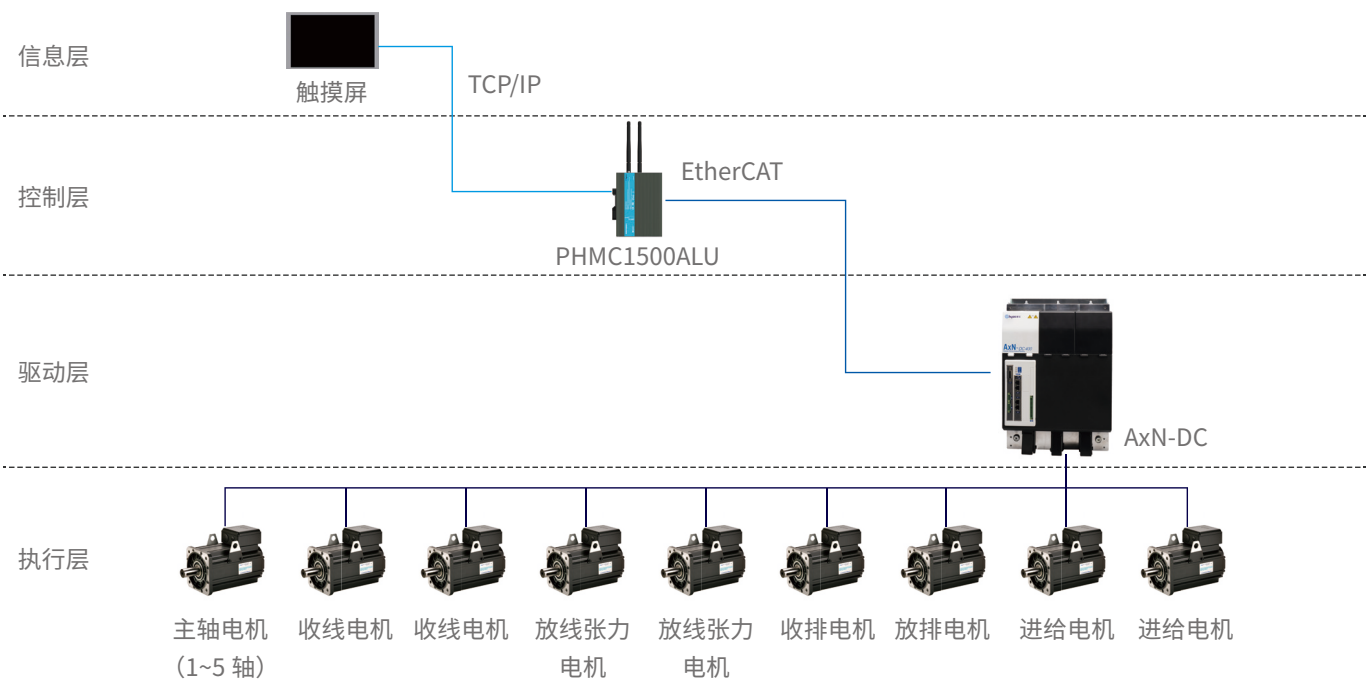 信息层
触摸屏
TCP/IP
控制层
EtherCAT
PHMC1500ALU
驱动层
AxN-DC
AxN-DC
执行层
主轴电机
（1~5 轴）
收线电机
收线电机
放线张力
电机
放线张力
电机
收排电机
放排电机
进给电机
进给电机